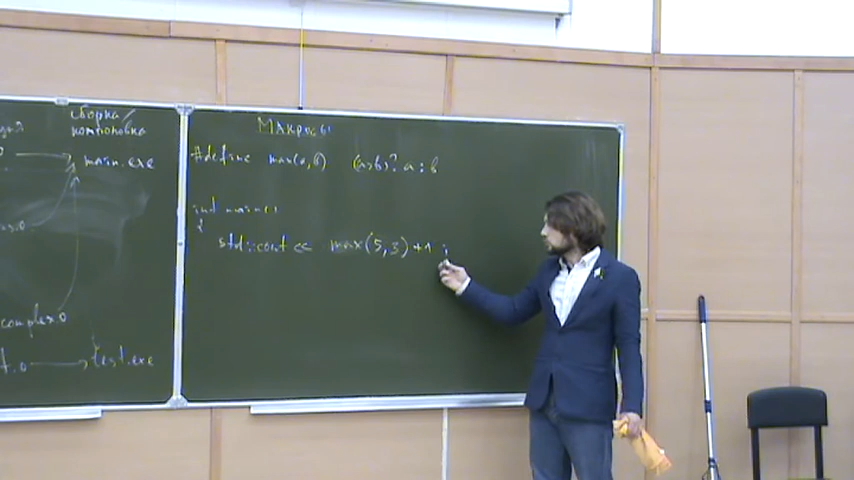 сборка/
компоновка
main.exe
complex.o
t.o → test.exe
Макросы
#define max(a,b) (a>b)? a : b
int main()
{
std::cout << max(5,3)+1 ;